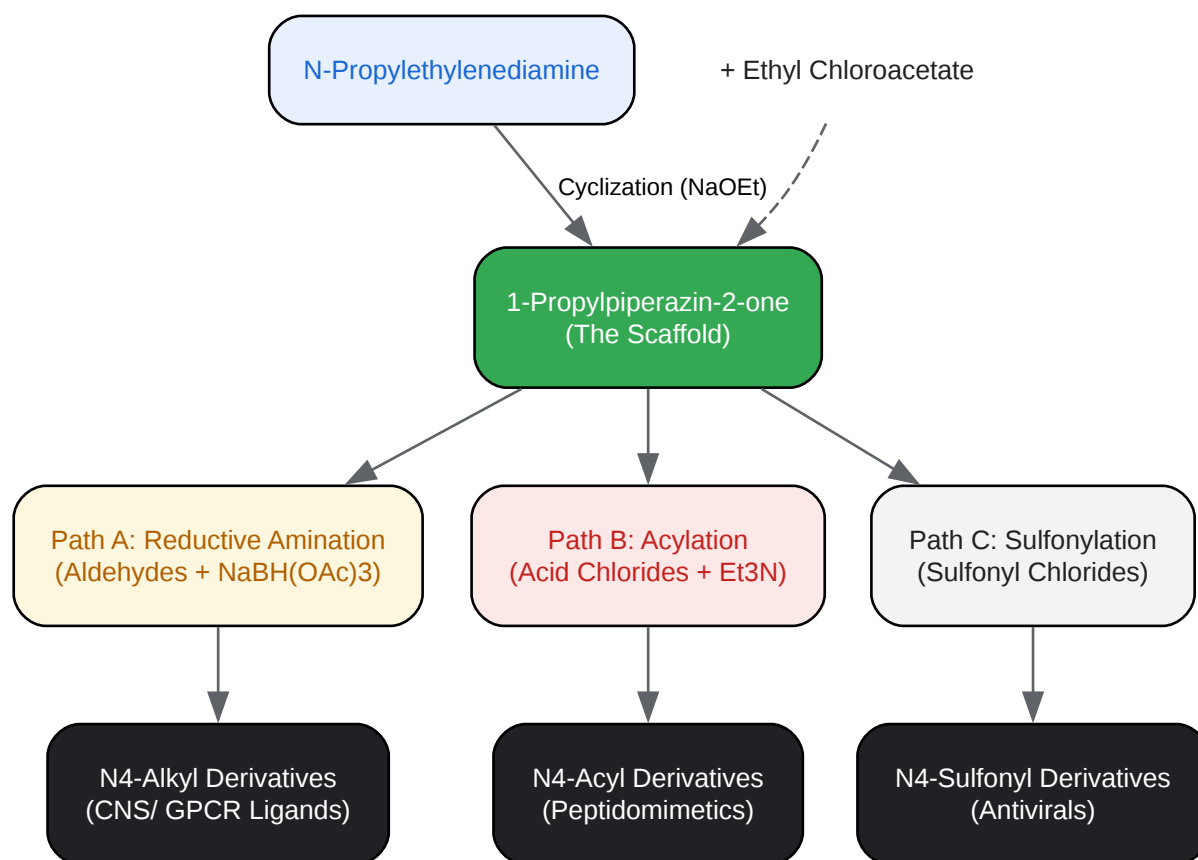 N-Propylethylenediamine
+ Ethyl Chloroacetate
Cyclization (NaOEt)
1-Propylpiperazin-2-one
(The Scaffold)
Path A: Reductive Amination
(Aldehydes + NaBH(OAc)3)
Path B: Acylation
(Acid Chlorides + Et3N)
Path C: Sulfonylation
(Sulfonyl Chlorides)
N4-Alkyl Derivatives
(CNS/ GPCR Ligands)
N4-Acyl Derivatives
(Peptidomimetics)
N4-Sulfonyl Derivatives
(Antivirals)